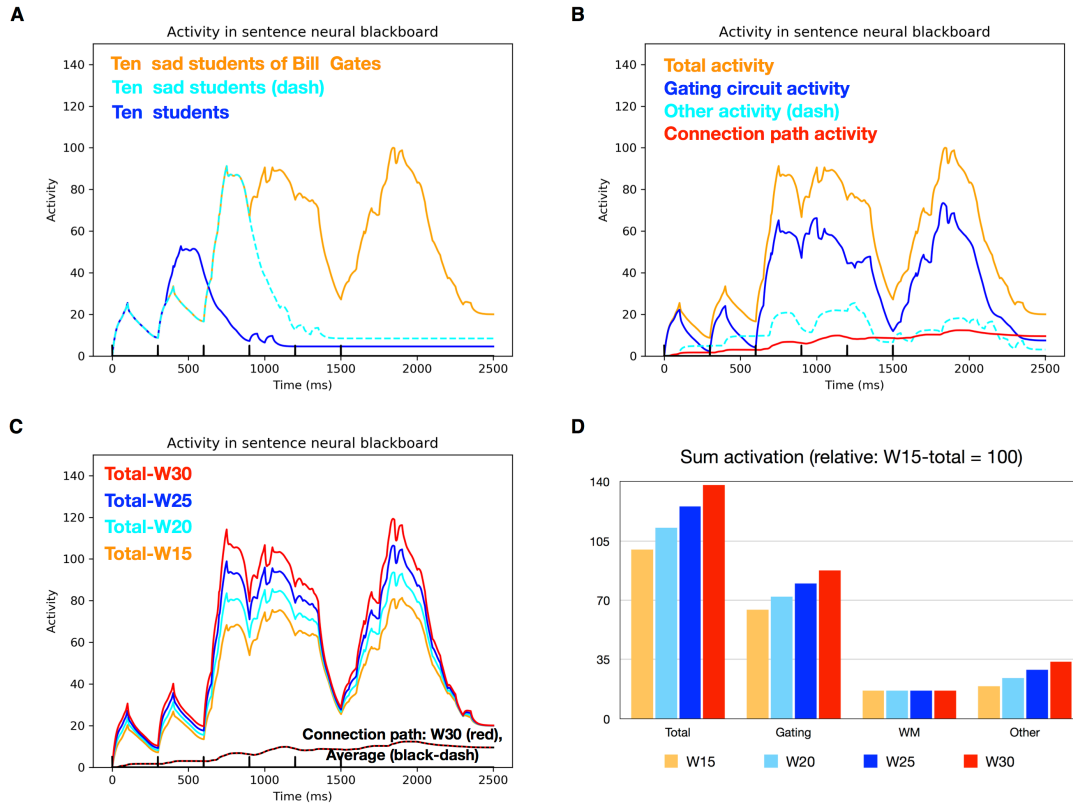 A
Activity in sentence neural blackboard
Ten sad students of Bill Gates
Ten sad students (dash)
Ten students
Activity
140
120
100
80
60
40
20
0
0 500 1000 1500 2000 2500
Time (ms)
B
Activity in sentence neural blackboard
Total activity
Gating circuit activity
Other activity (dash)
Connection path activity
Activity
140
120
100
80
60
40
20
0
0 500 1000 1500 2000 2500
Time (ms)
C
Activity in sentence neural blackboard
Total-W30
Total-W25
Total-W20
Total-W15
Activity
140
120
100
80
60
40
20
0
Connection path: W30 (red),
Average (black-dash)
0 500 1000 1500 2000 2500
Time (ms)
D
Sum activation (relative: W15-total = 100)
140
105
70
35
0
Total Gating WM Other
W15 W20 W25 W30